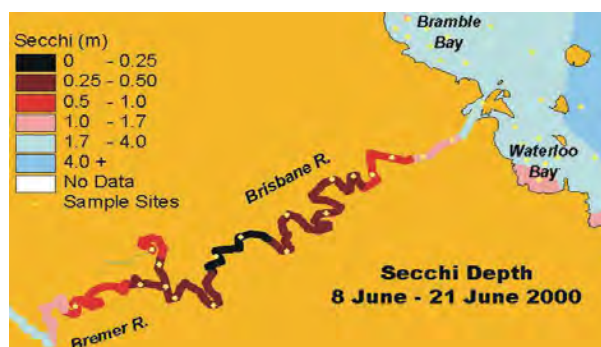 Secchi (m)
0 - 0.25
0.25 - 0.50
0.5 - 1.0
1.0 - 1.7
1.7 - 4.0
4.0 +
No Data
Sample Sites
Bramble
Bay
Waterloo
Bay
Brisbane R.
Bremer R.
Secchi Depth
8 June - 21 June 2000